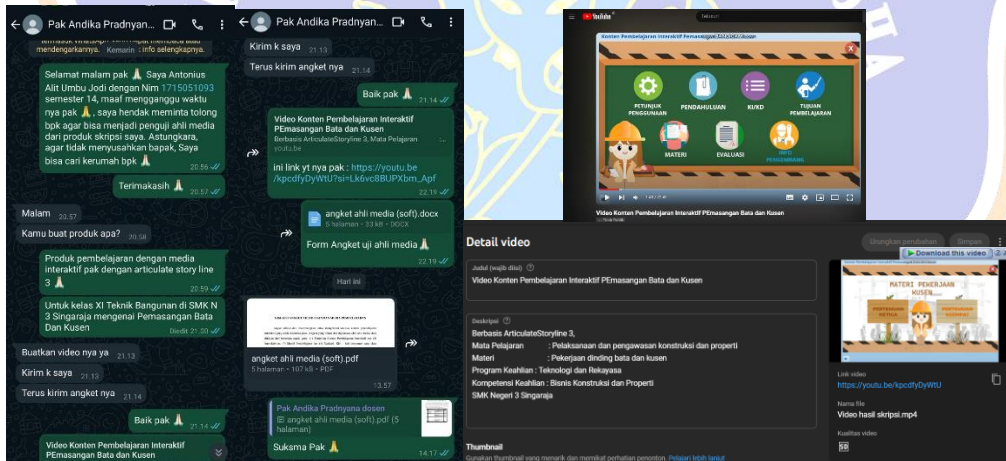 Pak Andika Pradnyan...
mendengarkannya. Kemarin : info selengkapnya.
Selamat malam pak 🙏 Saya Antonius
Alit Umbu Jodi dengan Nim 1715051093
semester 14, maaf mengganggu waktu
nya pak 🙏, saya hendak meminta tolong
bpk agar bisa menjadi penguji ahli media
dari produk skripsi saya. Astungkara,
agar tidak menyusahkan bapak, Saya
bisa cari kerumah bpk 🙏
20.56
Terimakasih 🙏 20.57
Malam 20.57
Kamu buat produk apa? 20.58
Produk pembelajaran dengan media
interaktif pak dengan articulate story line
3 🙏 20.59
Untuk kelas XI Teknik Bangunan di SMK N
3 Singaraja mengenai Pemasangan Bata
Dan Kusen Diedit 21.00
Buatkan video nya ya 21.13
Kirim k saya 21.13
Terus kirim angket nya 21.14
Baik pak 🙏 21.14
Video Konten Pembelajaran Interaktif
PEmasangan Bata dan Kusen
Pak Andika Pradnyan...
Kirim k saya 21.13
Terus kirim angket nya 21.14
Baik pak 🙏 21.14
Video Konten Pembelajaran Interaktif
PEmasangan Bata dan Kusen
Berbasis ArticulateStoryline 3, Mata Pelajaran ...
youtu.be
ini link yt nya pak : https://youtu.be
/kpcdfyDyWtU?si=Lk6vc8BUPXbm_Apf
22.19
angket ahli media (soft).docx
5 halaman • 33 kB • DOCX
Form Angket uji ahli media 🙏
22.19
Hari ini
angket ahli media (soft).pdf
5 halaman • 107 kB • PDF
13.57
Pak Andika Pradnyana dosen
angket ahli media (soft).pdf (5
halaman)
Suksma Pak 🙏 14.17
YouTube
Telusuri
Konten Pembelajaran Interaktif Pemasangan
PETUNJUK
PENGGUNAAN
PENDAHULUAN
KI/KD
TUJUAN
PEMBELAJARAN
MATERI
EVALUASI
INFO
PENGEMBANG
Video Konten Pembelajaran Interaktif PEmasangan Bata dan Kusen
Detail video
Urungkan perubahan
Simpan
Download this video
Judul (wajib diisi)
Video Konten Pembelajaran Interaktif PEmasangan Bata dan Kusen
Deskripsi
Berbasis ArticulateStoryline 3,
Mata Pelajaran : Pelaksanaan dan pengawasan konstruksi dan properti
Materi : Pekerjaan dinding bata dan kusen
Program Keahlian : Teknologi dan Rekayasa
Kompetensi Keahlian : Bisnis Konstruksi dan Properti
SMK Negeri 3 Singaraja
MATERI PEKERJAAN
KUSEN
PERTEMUAN
PERTEMUAN
Link video
https://youtu.be/kpcdfyDyWtU
Nama file
Video hasil skripsi.mp4
Kualitas video
SD
Thumbnail
Gunakan thumbnail yang menarik dan memikat perhatian penonton. Pelajari lebih lanjut